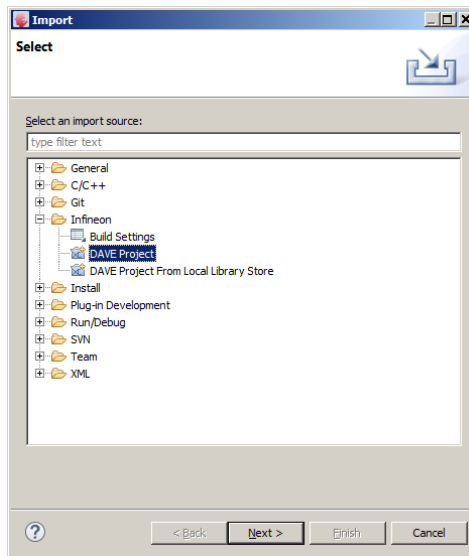 Import
Select
Select an import source:
type filter text
General
C/C++
Git
Infineon
Build Settings
DAVE Project
DAVE Project From Local Library Store
Install
Plug-in Development
Run/Debug
SVN
Team
XML
?
< Back
Next >
Finish
Cancel